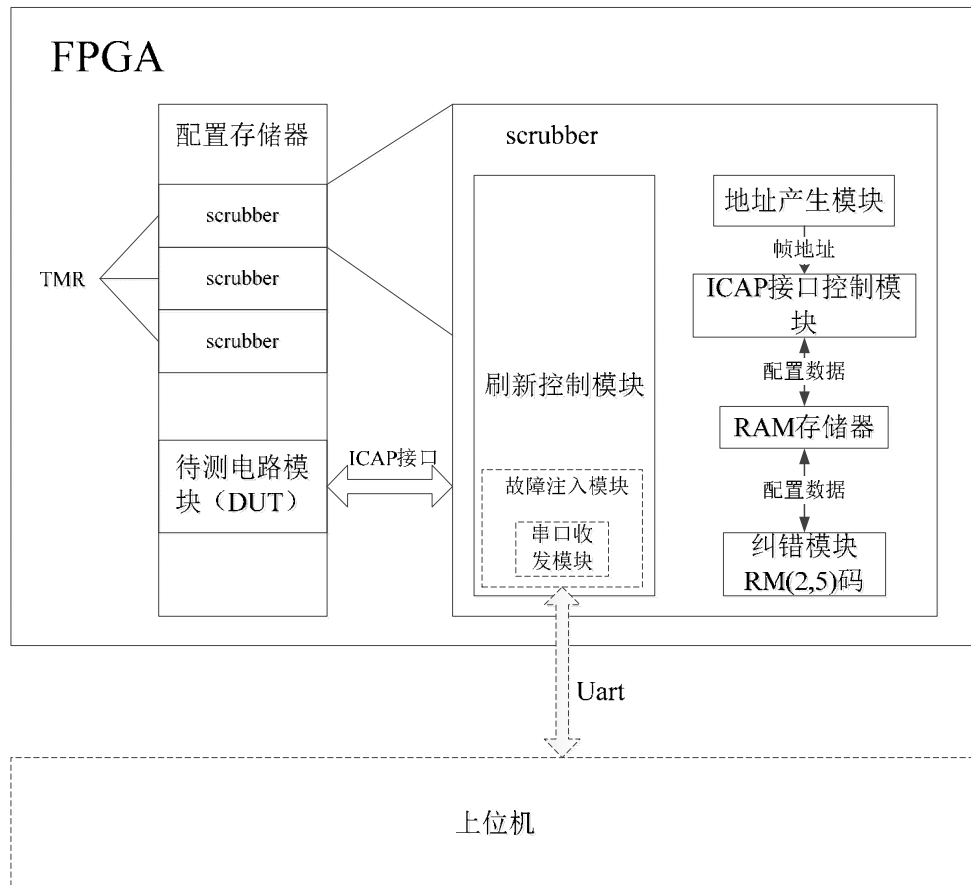 FPGA
配置存储器
scrubber
scrubber
scrubber
TMR
待测电路模
块（DUT）
ICAP接口
scrubber
刷新控制模块
故障注入模块
串口收
发模块
地址产生模块
帧地址
ICAP接口控制模
块
配置数据
RAM存储器
配置数据
纠错模块
RM(2,5)码
Uart
上位机